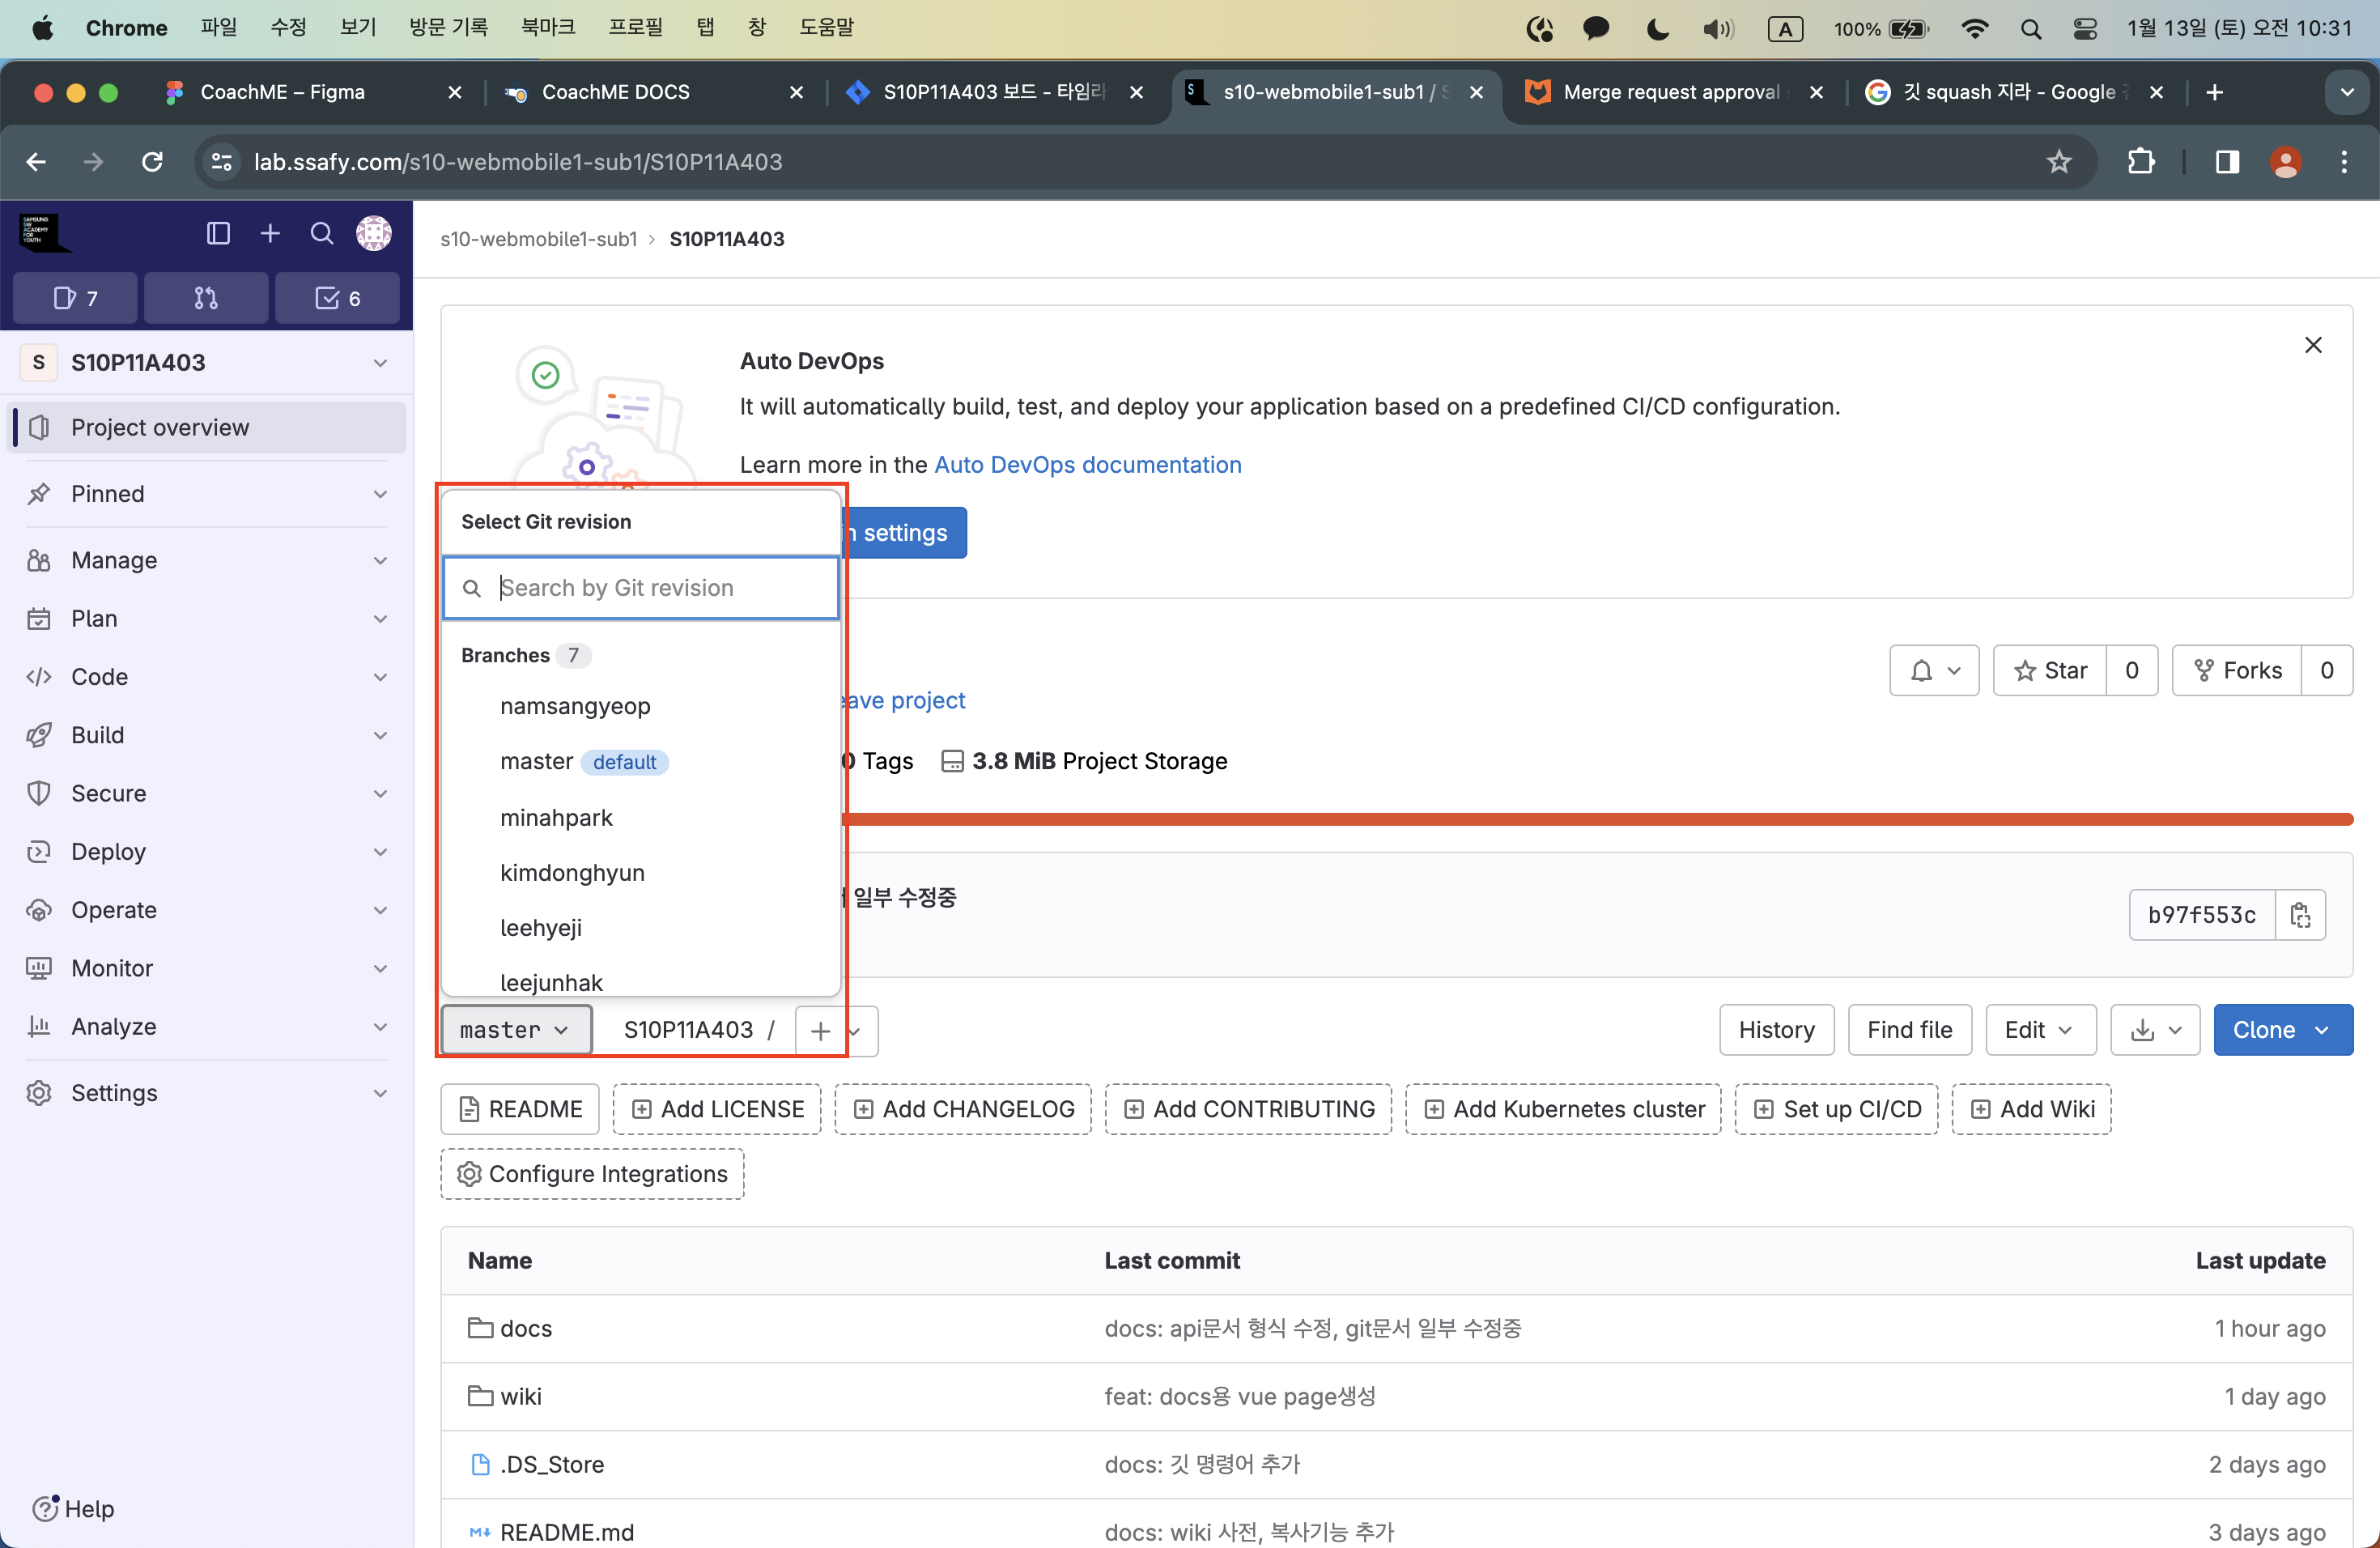 Chrome 파일 수정 보기 방문 기록 북마크 프로필 탭 창 도움말 A 100% 1월 13일 (토) 오전 10:31
CoachME – Figma CoachME DOCS S10P11A403 보드 - 타임라 s10-webmobile1-sub1 / S Merge request approval 깃 squash 지라 - Google
lab.ssafy.com/s10-webmobile1-sub1/S10P11A403
SAMSUNG SW ACADEMY FOR YOUTH
7 6
S S10P11A403
Project overview
Pinned
Manage
Plan
Code
Build
Secure
Deploy
Operate
Monitor
Analyze
Settings
Help
s10-webmobile1-sub1 › S10P11A403
Auto DevOps
It will automatically build, test, and deploy your application based on a predefined CI/CD configuration.
Learn more in the Auto DevOps documentation
settings
Select Git revision
Search by Git revision
Branches 7
namsangyeop
master default
minahpark
kimdonghyun
leehyeji
leejunhak
Star 0 Forks 0
eave project
0 Tags 3.8 MiB Project Storage
일부 수정중
b97f553c
master S10P11A403 / + History Find file Edit Clone
README Add LICENSE Add CHANGELOG Add CONTRIBUTING Add Kubernetes cluster Set up CI/CD Add Wiki
Configure Integrations
Name Last commit Last update
docs docs: api문서 형식 수정, git문서 일부 수정중 1 hour ago
wiki feat: docs용 vue page생성 1 day ago
.DS_Store docs: 깃 명령어 추가 2 days ago
README.md docs: wiki 사전, 복사기능 추가 3 days ago